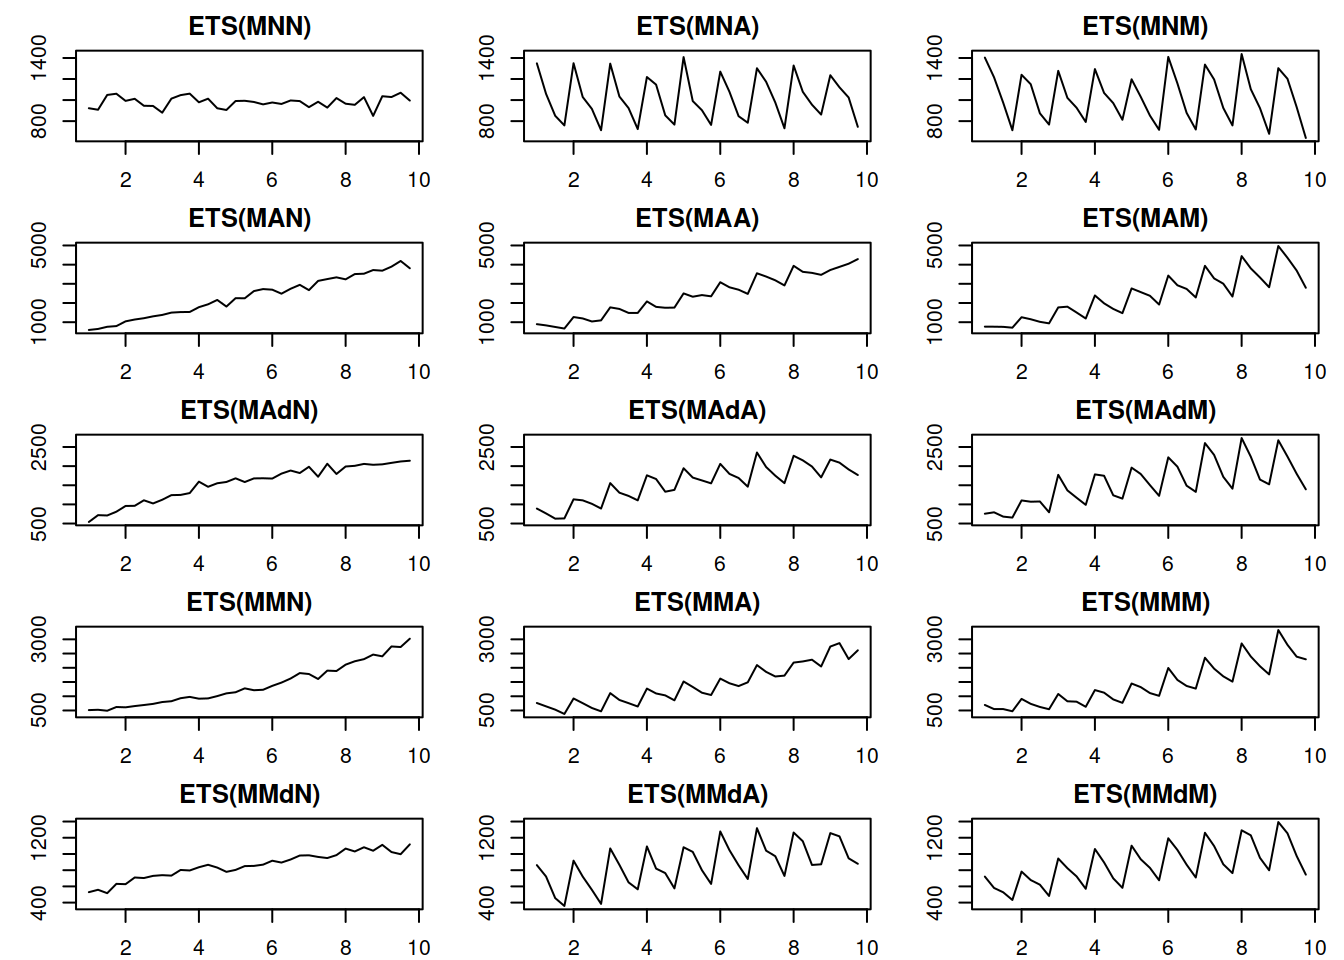 ETS(MNN) ETS(MNA) ETS(MNM)
1400 1400 1400
800 800 800
2 4 6 8 10 2 4 6 8 10 2 4 6 8 10
ETS(MAN) ETS(MAA) ETS(MAM)
5000 5000 5000
1000 1000 1000
2 4 6 8 10 2 4 6 8 10 2 4 6 8 10
ETS(MAdN) ETS(MAdA) ETS(MAdM)
2500 2500 2500
500 500 500
2 4 6 8 10 2 4 6 8 10 2 4 6 8 10
ETS(MMN) ETS(MMA) ETS(MMM)
3000 3000 3000
500 500 500
2 4 6 8 10 2 4 6 8 10 2 4 6 8 10
ETS(MMdN) ETS(MMdA) ETS(MMdM)
1200 1200 1200
400 400 400
2 4 6 8 10 2 4 6 8 10 2 4 6 8 10